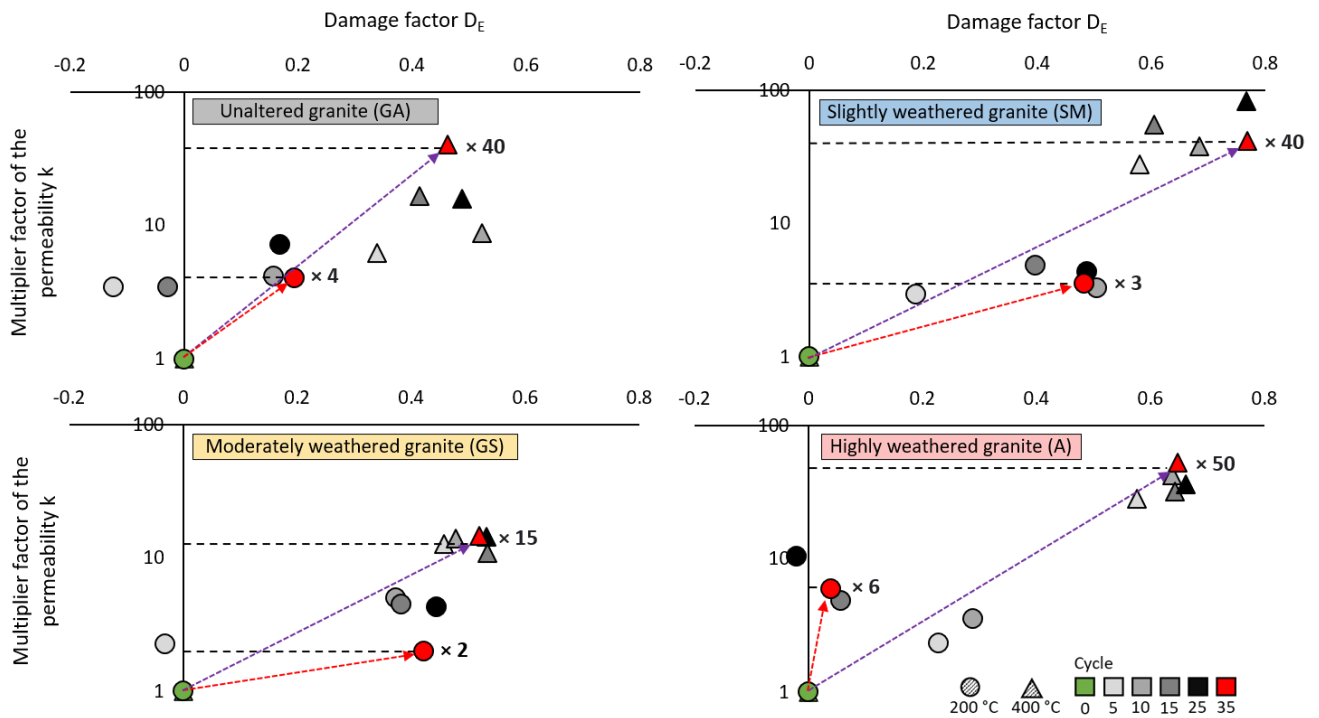 Damage factor DE
Damage factor DE
-0.2 0 0.2 0.4 0.6 0.8
-0.2 0 0.2 0.4 0.6 0.8
100
100
Unaltered granite (GA)
Slightly weathered granite (SM)
× 40
× 40
Multiplier factor of the
permeability k
10
10
× 4
× 3
1
1
-0.2 0 0.2 0.4 0.6 0.8
-0.2 0 0.2 0.4 0.6 0.8
100
100
Moderately weathered granite (GS)
Highly weathered granite (A)
× 50
Multiplier factor of the
permeability k
× 15
10
10
× 6
× 2
1
1
Cycle
200 °C 400 °C 0 5 10 15 25 35